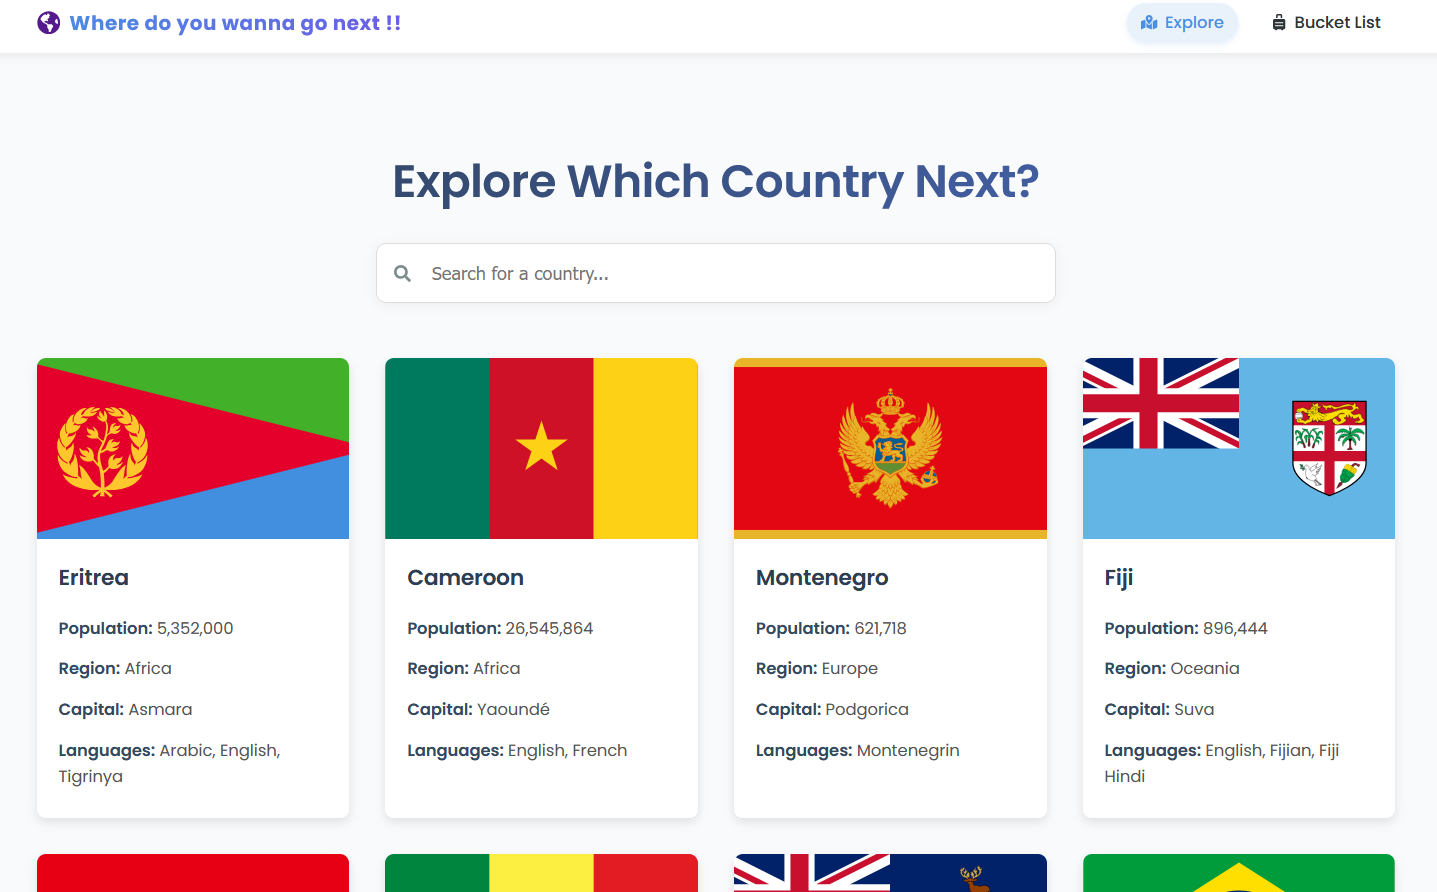 Where do you wanna go next !!
Explore
Bucket List
Explore Which Country Next?
Search for a country...
Eritrea
Population: 5,352,000
Region: Africa
Capital: Asmara
Languages: Arabic, English,
Tigrinya
Cameroon
Population: 26,545,864
Region: Africa
Capital: Yaoundé
Languages: English, French
Montenegro
Population: 621,718
Region: Europe
Capital: Podgorica
Languages: Montenegrin
Fiji
Population: 896,444
Region: Oceania
Capital: Suva
Languages: English, Fijian, Fiji
Hindi